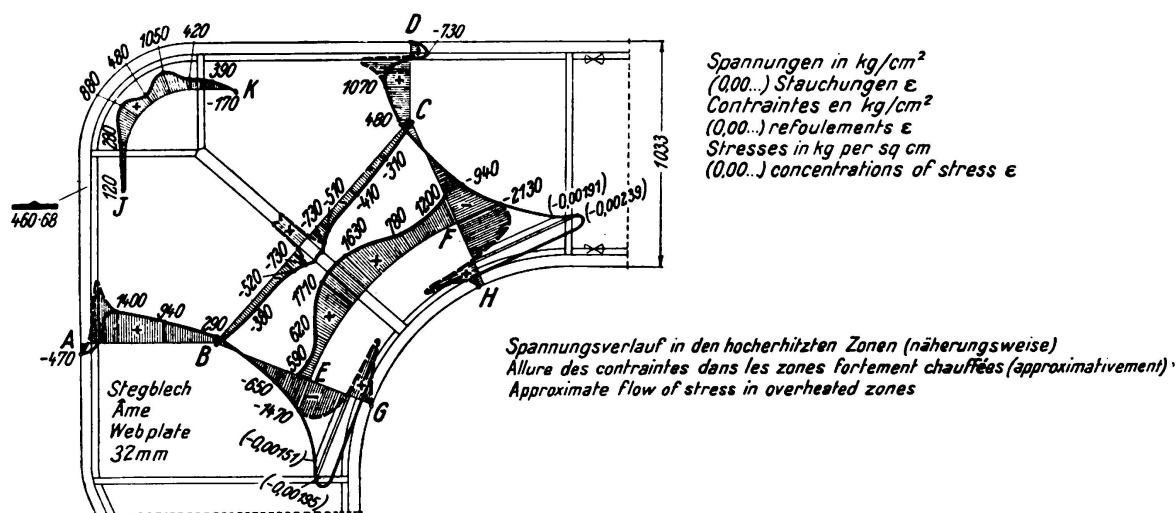 D
-730
1050
420
480
880
390
-170
K
280
120
J
1070
C
480
460·68
1033
Spannungen in kg/cm²
(0,00...) Stauchungen ε
Contraintes en kg/cm²
(0,00...) refoulements ε
Stresses in kg per sq cm
(0,00...) concentrations of stress ε
-310
-410
-510
-730
-940
-2130
(-0,00191)
(-0,00239)
1200
780
1630
F
-730
-520
-380
1710
620
590
H
A
1400
940
290
-470
B
E
-650
-1470
G
Stegblech
Âme
Webplate
32mm
(-0,00151)
(-0,00185)
Spannungsverlauf in den hocherhitzten Zonen (näherungsweise)
Allure des contraintes dans les zones fortement chauffées (approximativement)
Approximate flow of stress in overheated zones